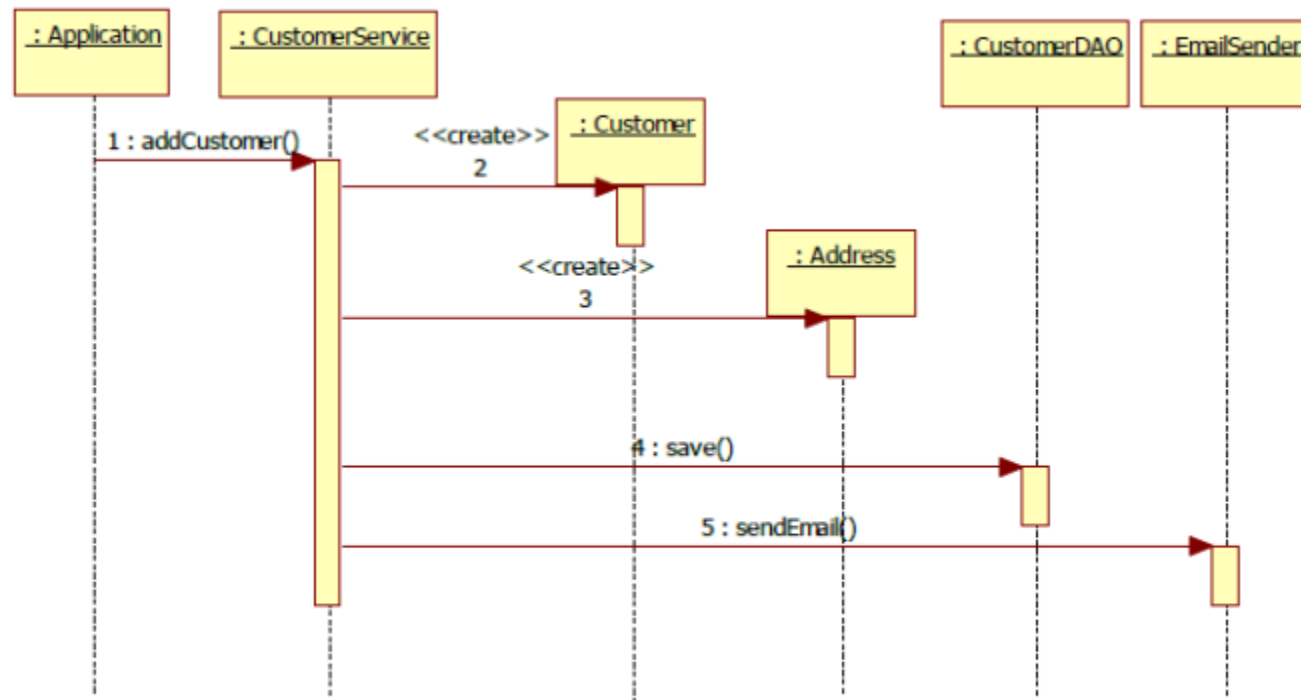 : Application
: CustomerService
: CustomerDAO
: EmailSender
: Customer
1 : addCustomer()
<<create>>
2
: Address
<<create>>
3
4 : save()
5 : sendEmail()